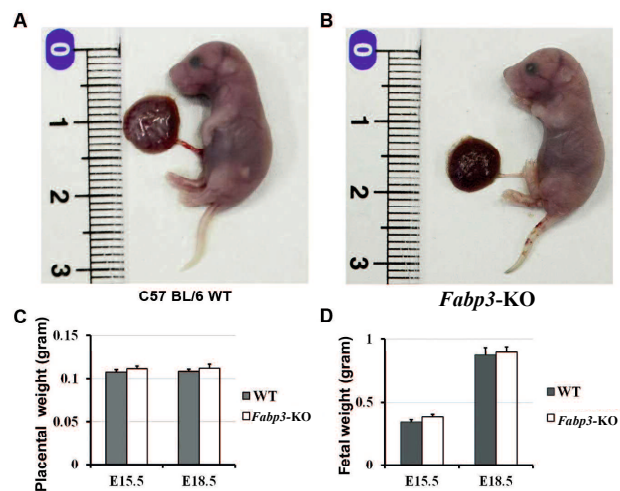 A
B
0
1
2
3
0
1
2
3
C57 BL/6 WT
Fabp3-KO
C
D
Placental weight (gram)
0.15
0.1
0.05
0
E15.5
E18.5
WT
Fabp3-KO
Fetal weight (gram)
1
0.5
0
E15.5
E18.5
WT
Fabp3-KO